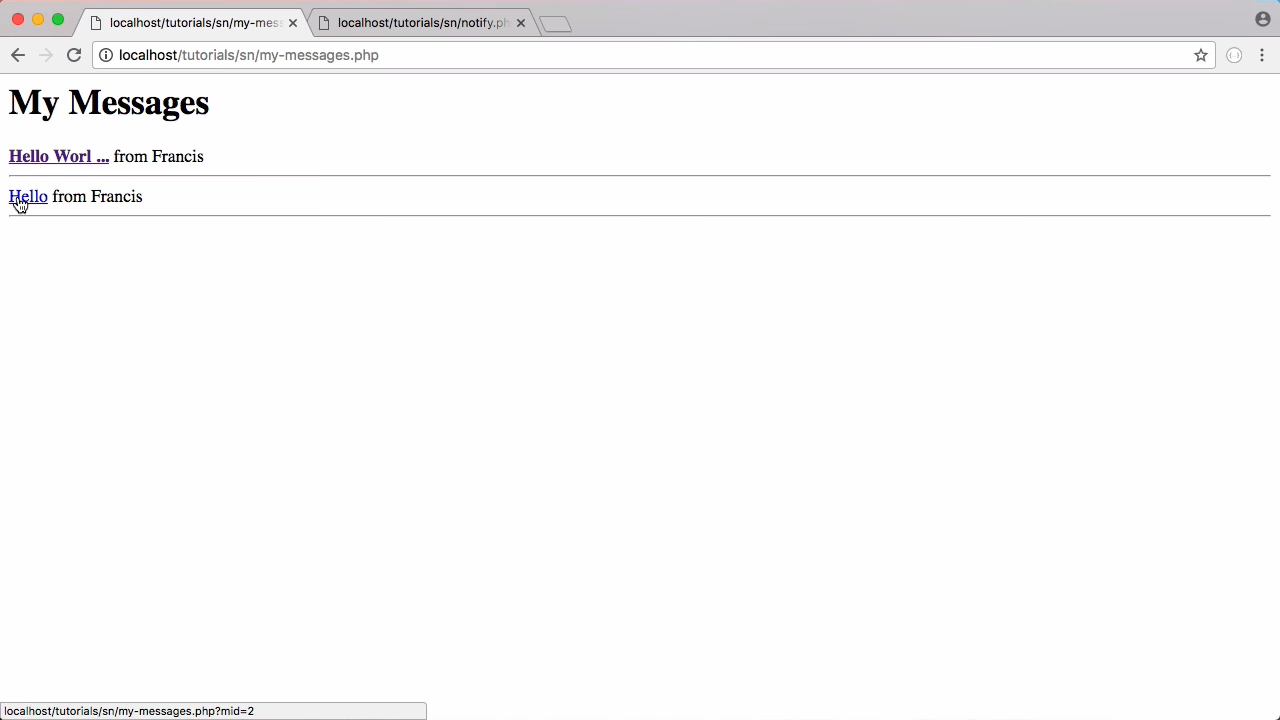 localhost/tutorials/sn/my-mess
localhost/tutorials/sn/notify.ph
localhost/tutorials/sn/my-messages.php
My Messages
Hello Worl ... from Francis
Hello from Francis
localhost/tutorials/sn/my-messages.php?mid=2